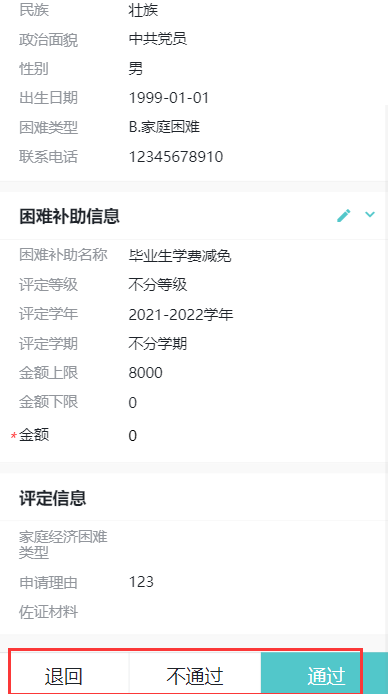 民族 壮族
政治面貌 中共党员
性别 男
出生日期 1999-01-01
困难类型 B.家庭困难
联系电话 12345678910
困难补助信息
困难补助名称 毕业生学费减免
评定等级 不分等级
评定学年 2021-2022学年
评定学期 不分学期
金额上限 8000
金额下限 0
*金额 0
评定信息
家庭经济困难
类型
申请理由 123
佐证材料
退回 不通过 通过